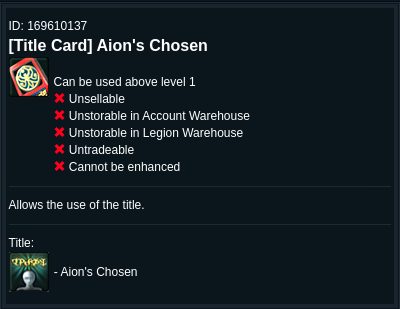 ID: 169610137
[Title Card] Aion's Chosen
Can be used above level 1
Unsellable
Unstorable in Account Warehouse
Unstorable in Legion Warehouse
Untradeable
Cannot be enhanced
Allows the use of the title.
Title:
- Aion's Chosen